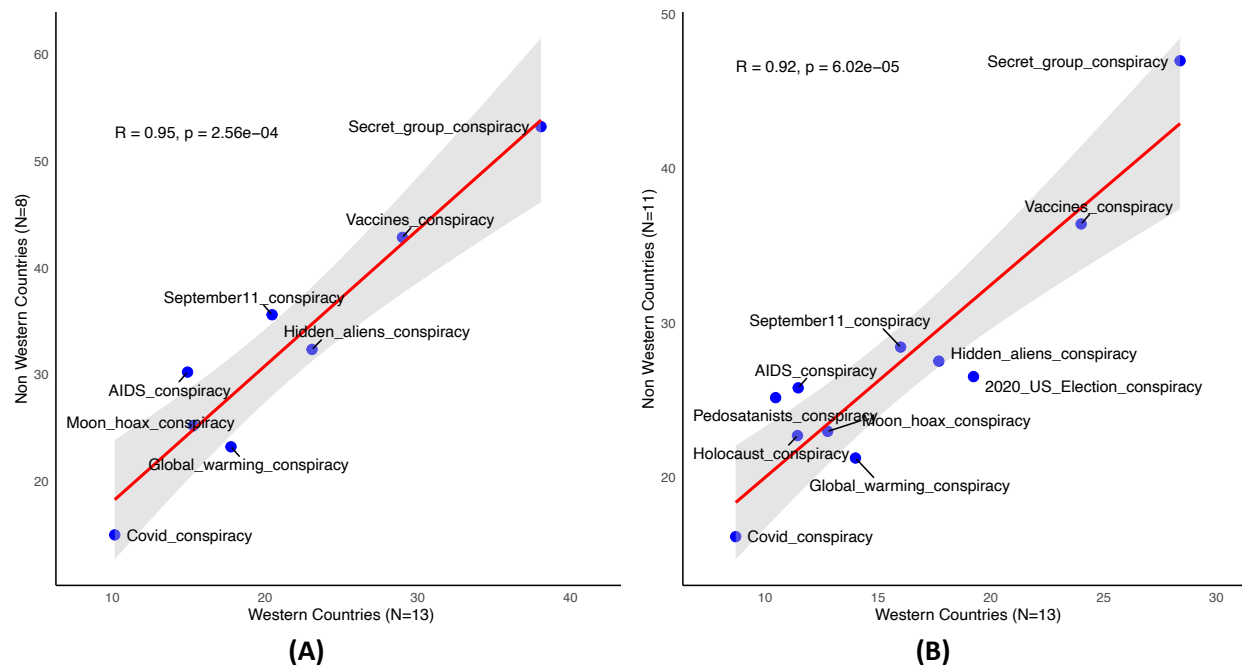 60
50
40
30
20
Non Western Countries (N=8)
R = 0.95, p = 2.56e−04
Secret_group_conspiracy
Vaccines_conspiracy
September11_conspiracy
Hidden_aliens_conspiracy
AIDS_conspiracy
Moon_hoax_conspiracy
Global_warming_conspiracy
Covid_conspiracy
10
20
30
40
Western Countries (N=13)
(A)
50
40
30
20
Non Western Countries (N=11)
R = 0.92, p = 6.02e−05
Secret_group_conspiracy
Vaccines_conspiracy
September11_conspiracy
Hidden_aliens_conspiracy
AIDS_conspiracy
2020_US_Election_conspiracy
Pedosatanists_conspiracy
Moon_hoax_conspiracy
Holocaust_conspiracy
Global_warming_conspiracy
Covid_conspiracy
10
15
20
25
30
Western Countries (N=13)
(B)